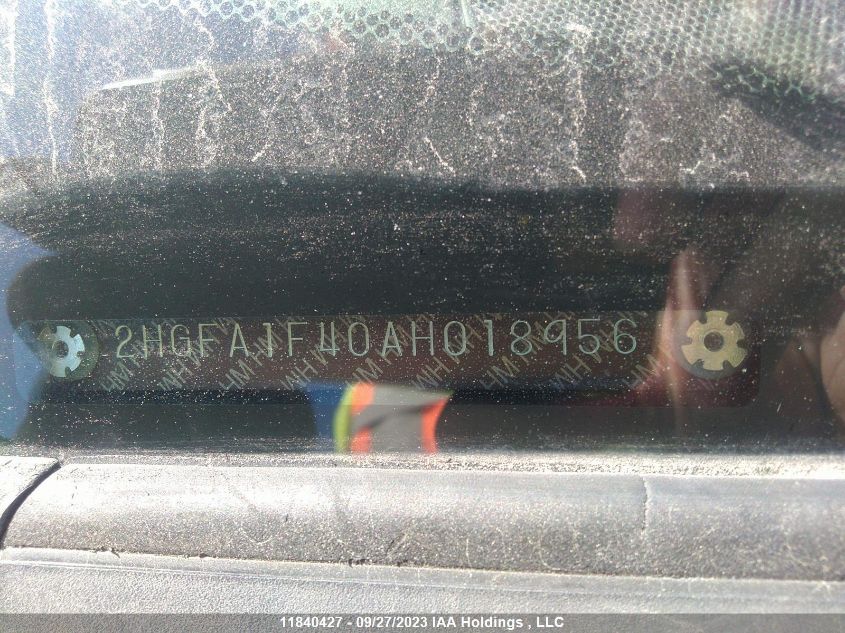 2HGFA1F40AH018956
11840427 - 09/27/2023 IAA Holdings , LLC